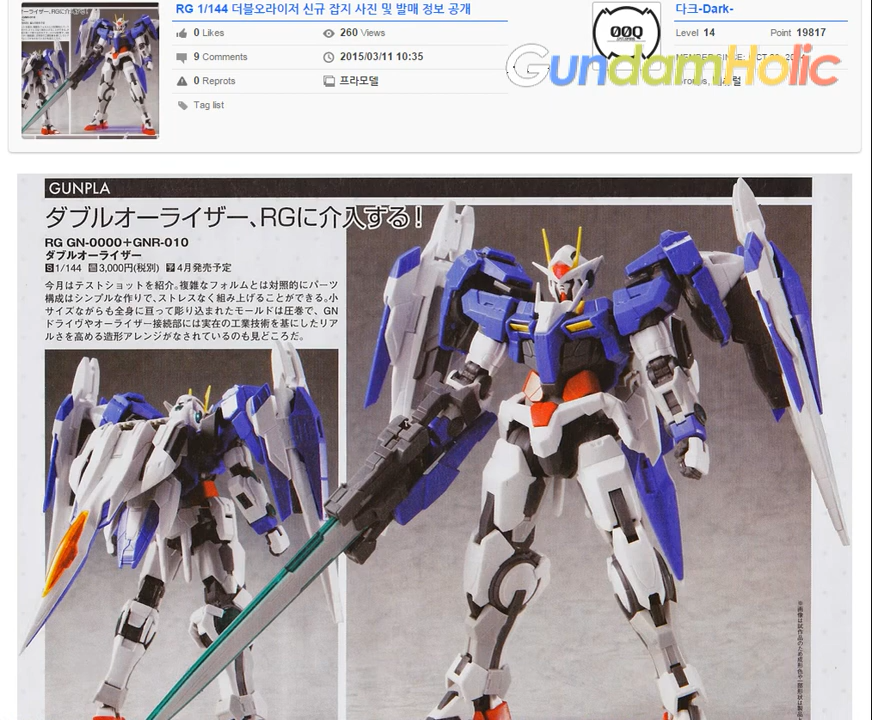 RG 1/144 더블오라이저 신규 잡지 사진 및 발매 정보 공개
0 Likes
260 Views
9 Comments
2015/03/11 10:35
0 Reprots
프라모델
Tag list
00Q
다크-Dark-
Level 14
Point 19817
GundamHolic
GUNPLA
ダブルオーライザー、RGに介入する!
RG GN-0000+GNR-010
ダブルオーライザー
S1/144 価3,000円(税別) 予4月発売予定
今月はテストショットを紹介。複雑なフォルムとは対照的にパーツ
構成はシンプルな作りで、ストレスなく組み上げることができる。小
サイズながらも全身に亘って彫り込まれたモールドは圧巻で、GN
ドライヴやオーライザー接続部には実在の工業技術を基にしたリア
ルさを高める造形アレンジがなされているのも見どころだ。